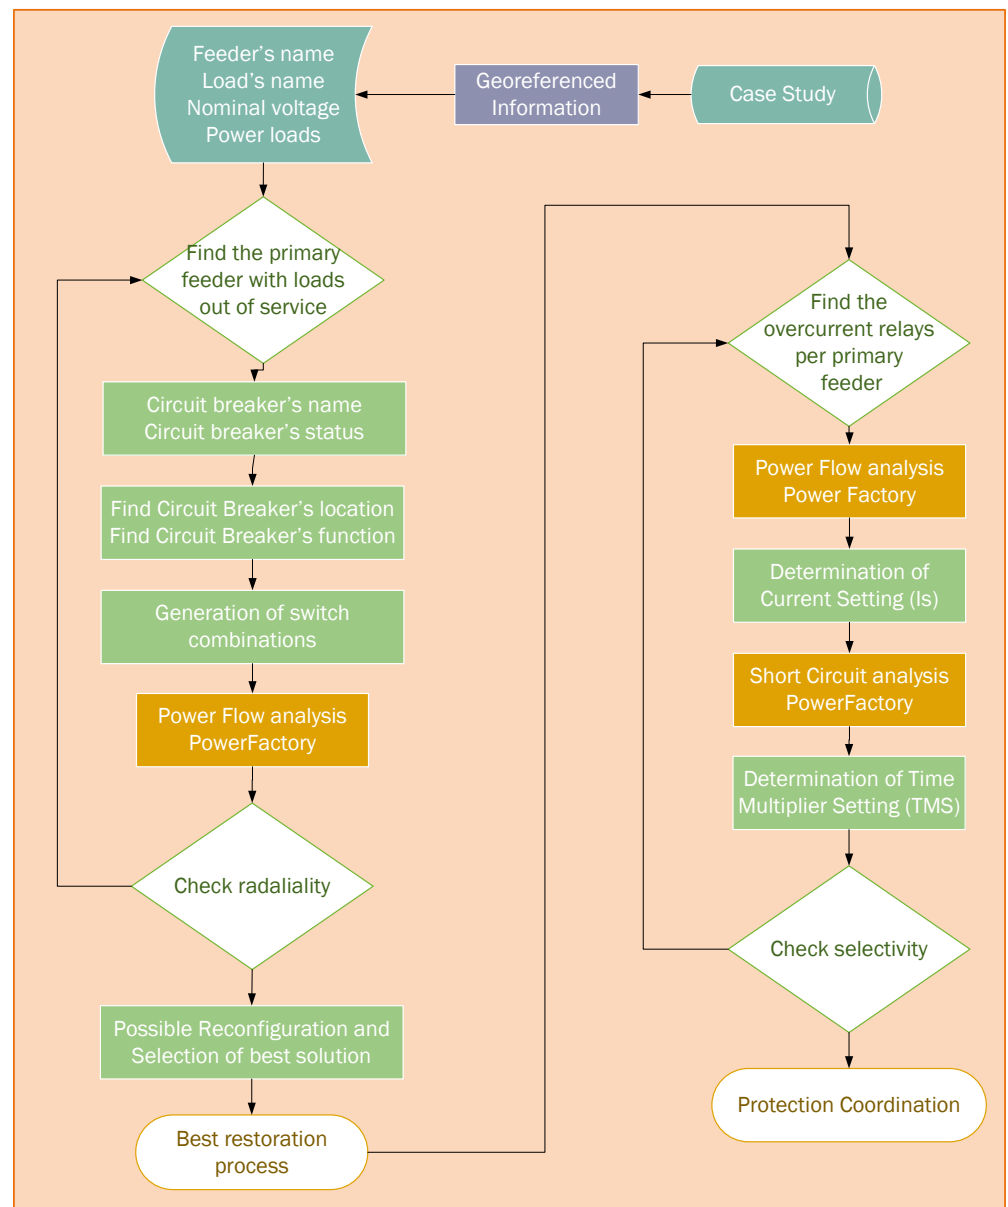 Feeder’s name
Load’s name
Nominal voltage
Power loads
Georeferenced
Information
Case Study
Find the primary
feeder with loads
out of service
Circuit breaker’s name
Circuit breaker’s status
Find Circuit Breaker’s location
Find Circuit Breaker’s function
Generation of switch
combinations
Power Flow analysis
PowerFactory
Check radaliality
Possible Reconfiguration and
Selection of best solution
Best restoration
process
Find the
overcurrent relays
per primary
feeder
Power Flow analysis
Power Factory
Determination of
Current Setting (Is)
Short Circuit analysis
PowerFactory
Determination of Time
Multiplier Setting (TMS)
Check selectivity
Protection Coordination